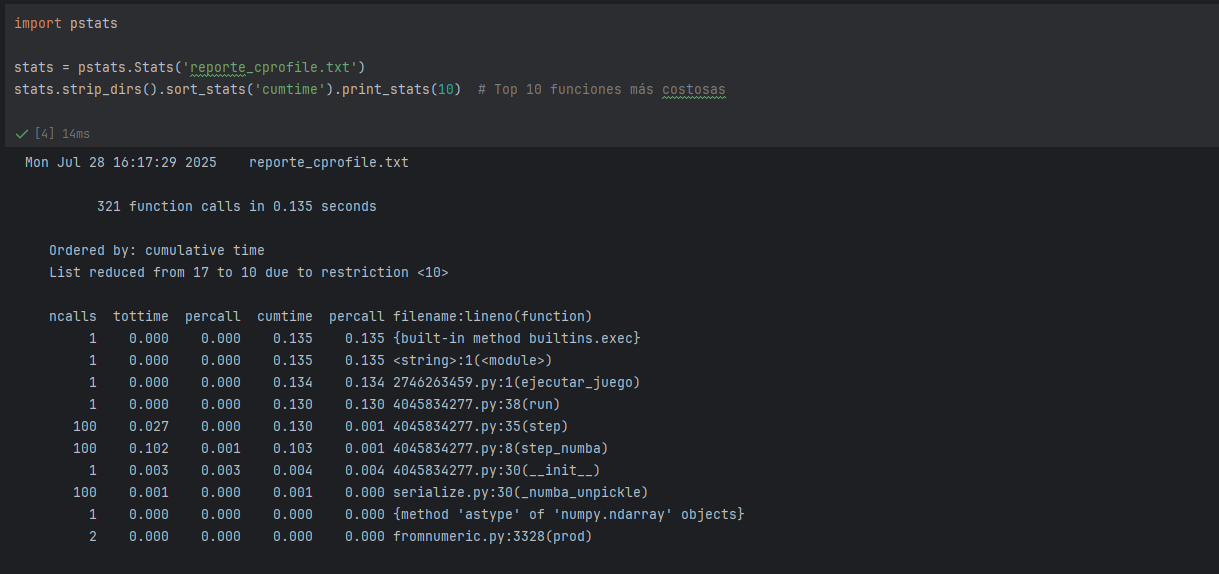 import pstats
stats = pstats.Stats('reporte_cprofile.txt')
stats.strip_dirs().sort_stats('cumtime').print_stats(10)  # Top 10 funciones más costosas
[4] 14ms
Mon Jul 28 16:17:29 2025    reporte_cprofile.txt
321 function calls in 0.135 seconds
Ordered by: cumulative time
List reduced from 17 to 10 due to restriction <10>
ncalls  tottime  percall  cumtime  percall filename:lineno(function)
1    0.000    0.000    0.135    0.135 {built-in method builtins.exec}
1    0.000    0.000    0.135    0.135 <string>:1(<module>)
1    0.000    0.000    0.134    0.134 2746263459.py:1(ejecutar_juego)
1    0.000    0.000    0.130    0.130 4045834277.py:38(run)
100    0.027    0.000    0.130    0.001 4045834277.py:35(step)
100    0.102    0.001    0.103    0.001 4045834277.py:8(step_numba)
1    0.003    0.003    0.004    0.004 4045834277.py:30(__init__)
100    0.001    0.000    0.001    0.000 serialize.py:30(_numba_unpickle)
1    0.000    0.000    0.000    0.000 {method 'astype' of 'numpy.ndarray' objects}
2    0.000    0.000    0.000    0.000 fromnumeric.py:3328(prod)